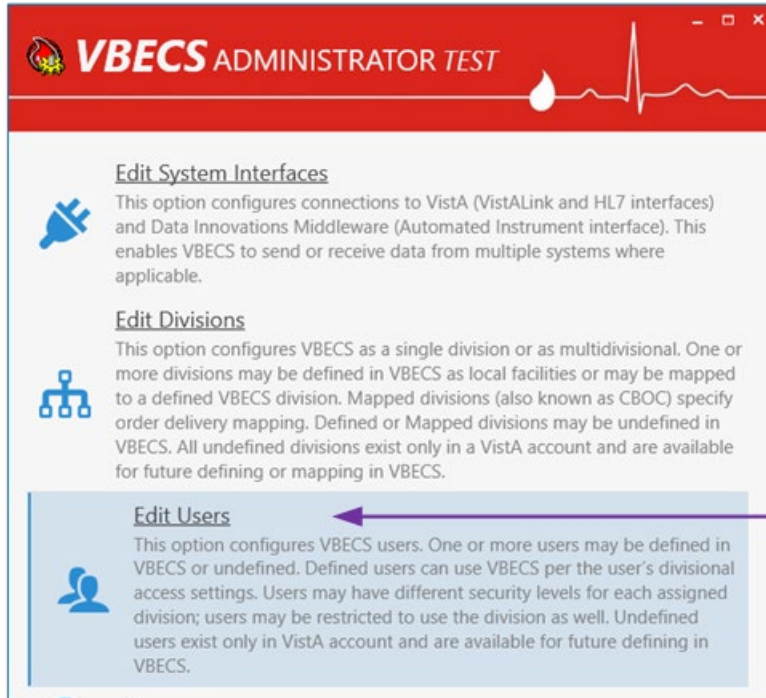 VBECS ADMINISTRATOR TEST
Edit System Interfaces
This option configures connections to VistA (VistALink and HL7 interfaces)
and Data Innovations Middleware (Automated Instrument interface). This
enables VBECS to send or receive data from multiple systems where
applicable.
Edit Divisions
This option configures VBECS as a single division or as multidivisional. One or
more divisions may be defined in VBECS as local facilities or may be mapped
to a defined VBECS division. Mapped divisions (also known as CBOC) specify
order delivery mapping. Defined or Mapped divisions may be undefined in
VBECS. All undefined divisions exist only in a VistA account and are available
for future defining or mapping in VBECS.
Edit Users
This option configures VBECS users. One or more users may be defined in
VBECS or undefined. Defined users can use VBECS per the user's divisional
access settings. Users may have different security levels for each assigned
division; users may be restricted to use the division as well. Undefined
users exist only in VistA account and are available for future defining in
VBECS.